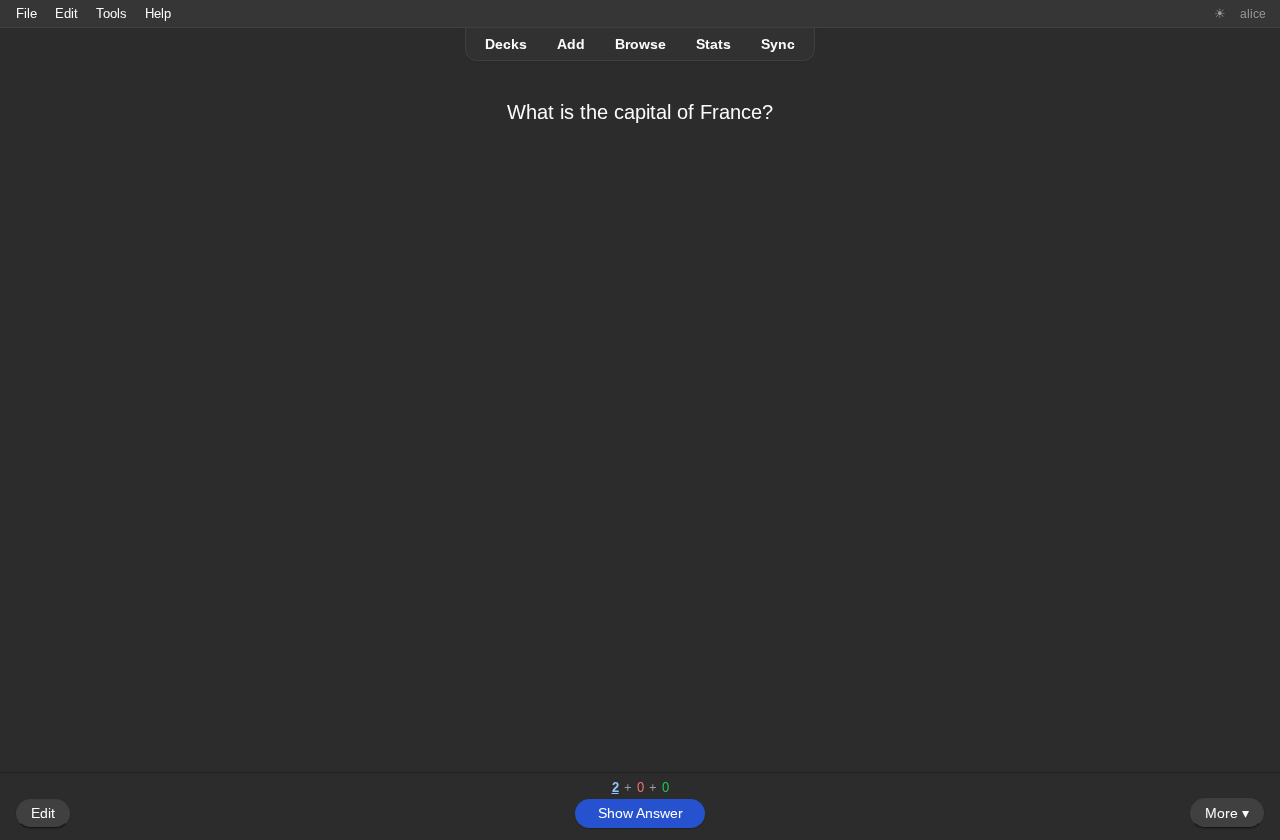 File Edit Tools Help ☀ alice
Decks Add Browse Stats Sync
What is the capital of France?
2 + 0 + 0
Edit Show Answer More ▾